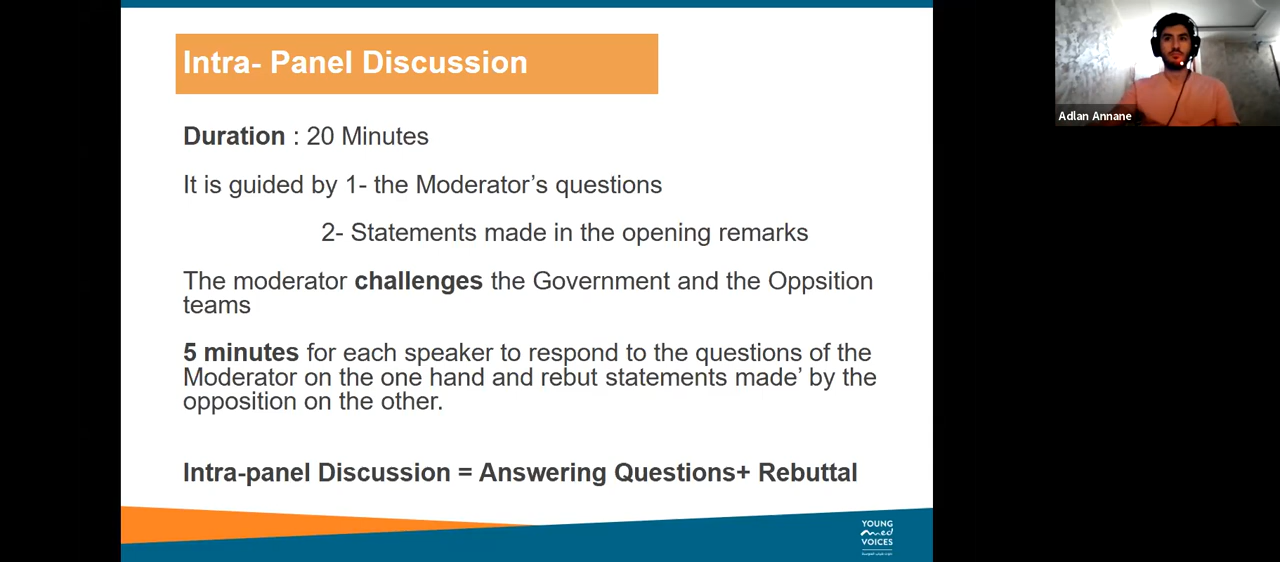 Intra- Panel Discussion
Adlan Annane
Duration : 20 Minutes
It is guided by 1- the Moderator’s questions
2- Statements made in the opening remarks
The moderator challenges the Government and the Oppsition
teams
5 minutes for each speaker to respond to the questions of the
Moderator on the one hand and rebut statements made’ by the
opposition on the other.
Intra-panel Discussion = Answering Questions+ Rebuttal
YOUNG
med
VOICES